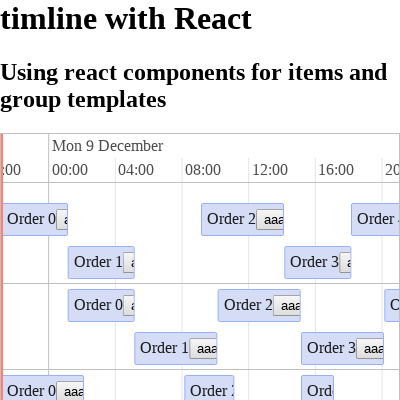 timline with React
Using react components for items and
group templates
Mon 9 December
:00 00:00 04:00 08:00 12:00 16:00 20
Order 0 a Order 2 aaa Order
Order 1 a Order 3 a
Order 0 a Order 2 aaa O
Order 1 aaa Order 3 aaa
Order 0 aaa Order Ord